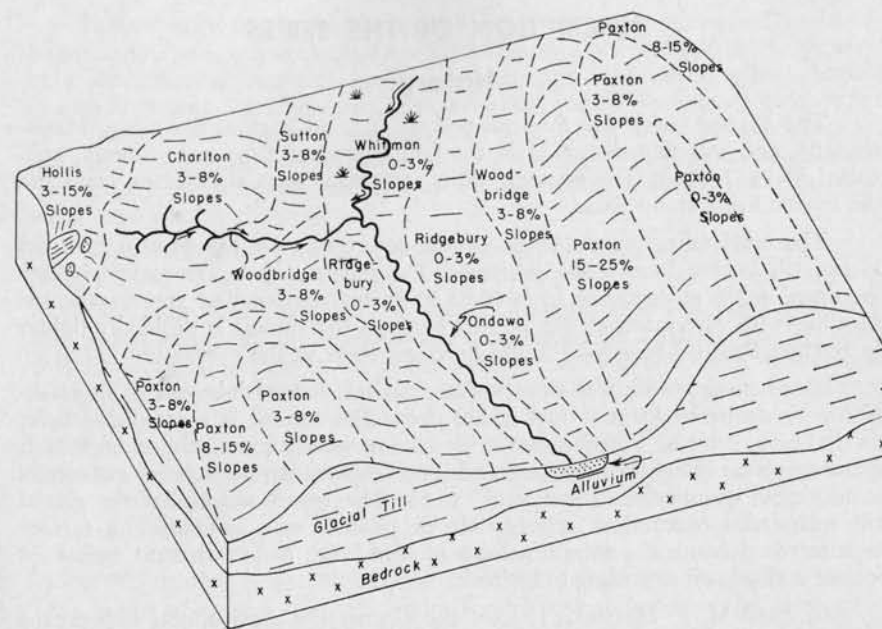 Paxton
8-15%
Slopes
Paxton
3-8%
Slopes
Paxton
0-3%
Slopes
Sutton
3-8%
Slopes
Whitman
0-3%
Slopes
Charlton
3-8%
Slopes
Hollis
3-15%
Slopes
Wood-
bridge
3-8%
Slopes
Ridgebury
0-3%
Slopes
Paxton
15-25%
Slopes
Woodbridge
3-8%
Slopes
Ridge-
bury
0-3%
Slopes
Ondawa
0-3%
Slopes
Paxton
3-8%
Slopes
Paxton
8-15%
Slopes
Paxton
3-8%
Slopes
Alluvium
Glacial Till
Bedrock